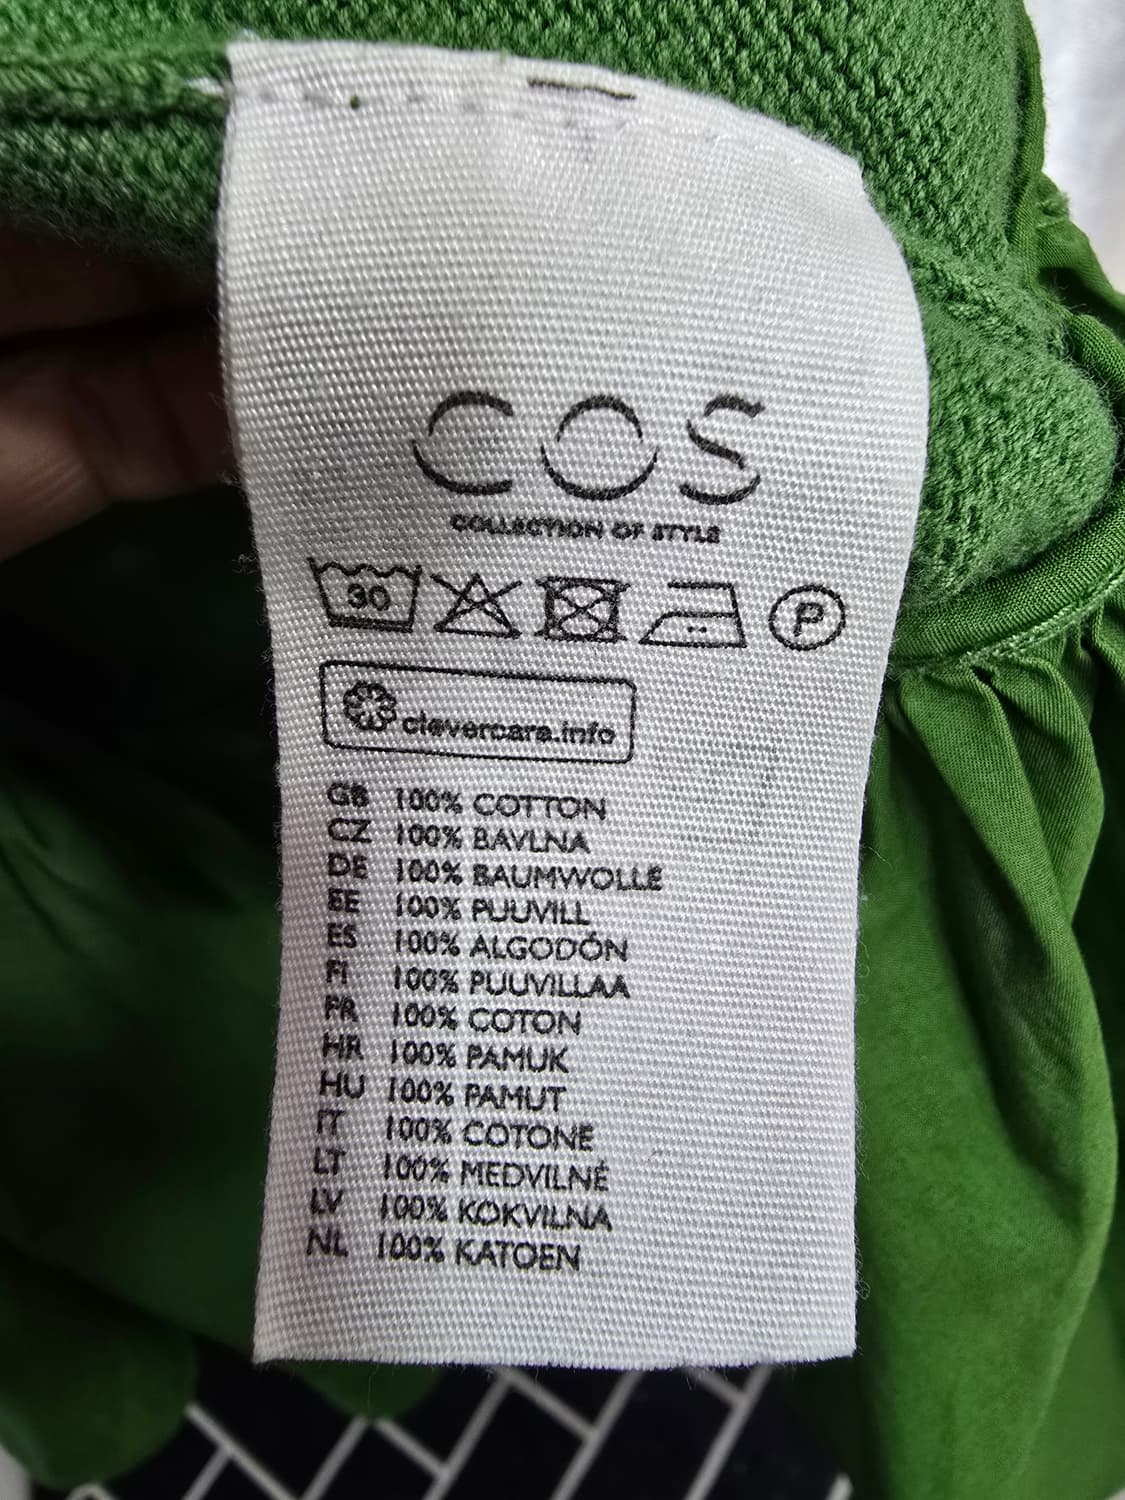 COS
COLLECTION OF STYLE
30 P
clevercare.info
GB 100% COTTON
CZ 100% BAVLNA
DE 100% BAUMWOLLE
EE 100% PUUVILL
ES 100% ALGODÓN
FI 100% PUUVILLAA
FR 100% COTON
HR 100% PAMUK
HU 100% PAMUT
IT 100% COTONE
LT 100% MEDVILNĖ
LV 100% KOKVILNA
NL 100% KATOEN